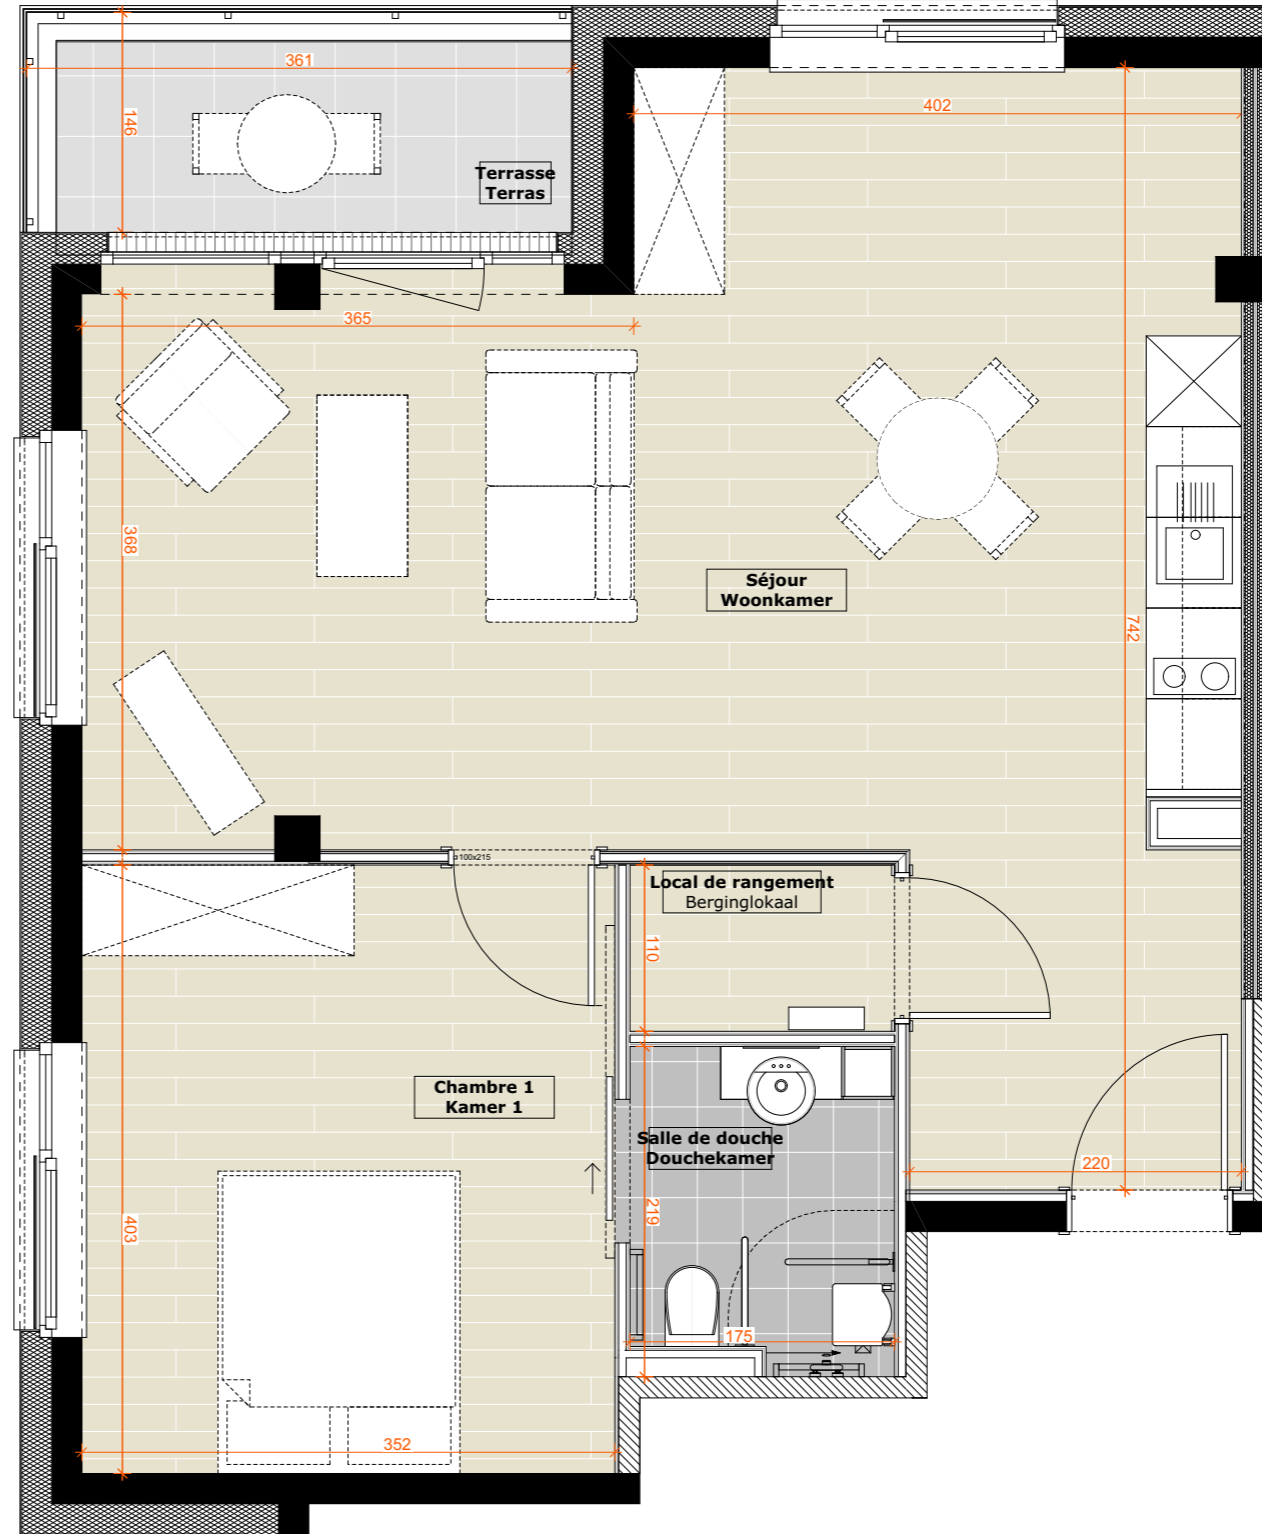 361
402
146
Terrasse
Terras
365
368
Séjour
Woonkamer
742
100x215
Local de rangement
Berginglokaal
110
Chambre 1
Kamer 1
Salle de douche
Douchekamer
220
219
403
175
352